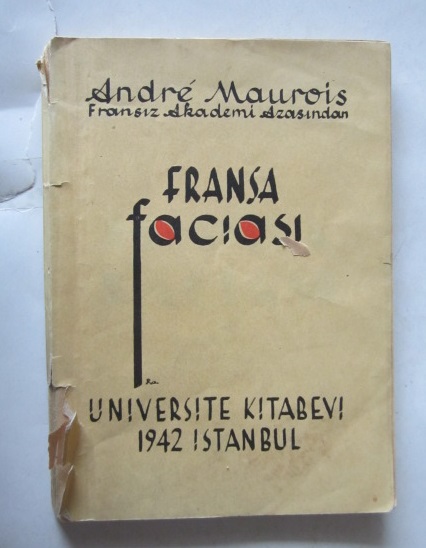 André Maurois
Fransız Akademi Azasından
FRANSA
faciası
UNIVERSITE KITABEVI
1942 ISTANBUL